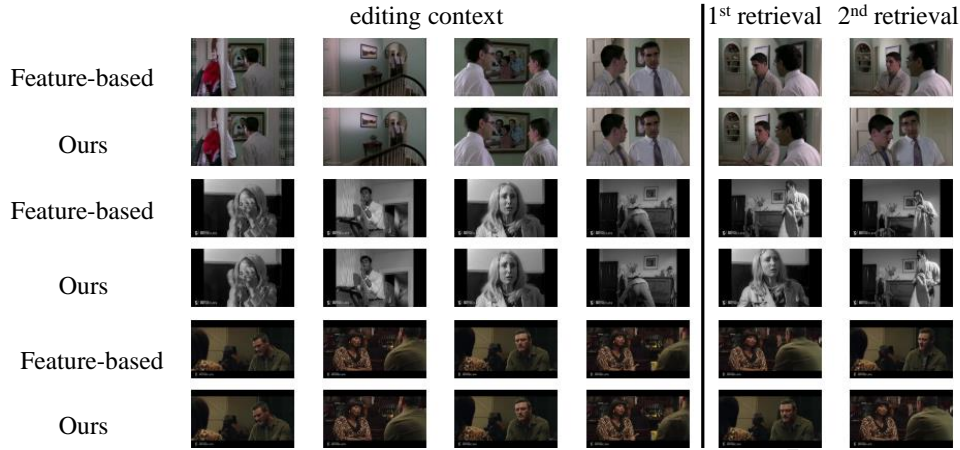 editing context 1st retrieval 2nd retrieval
Feature-based
Ours
Feature-based
Ours
Feature-based
Ours